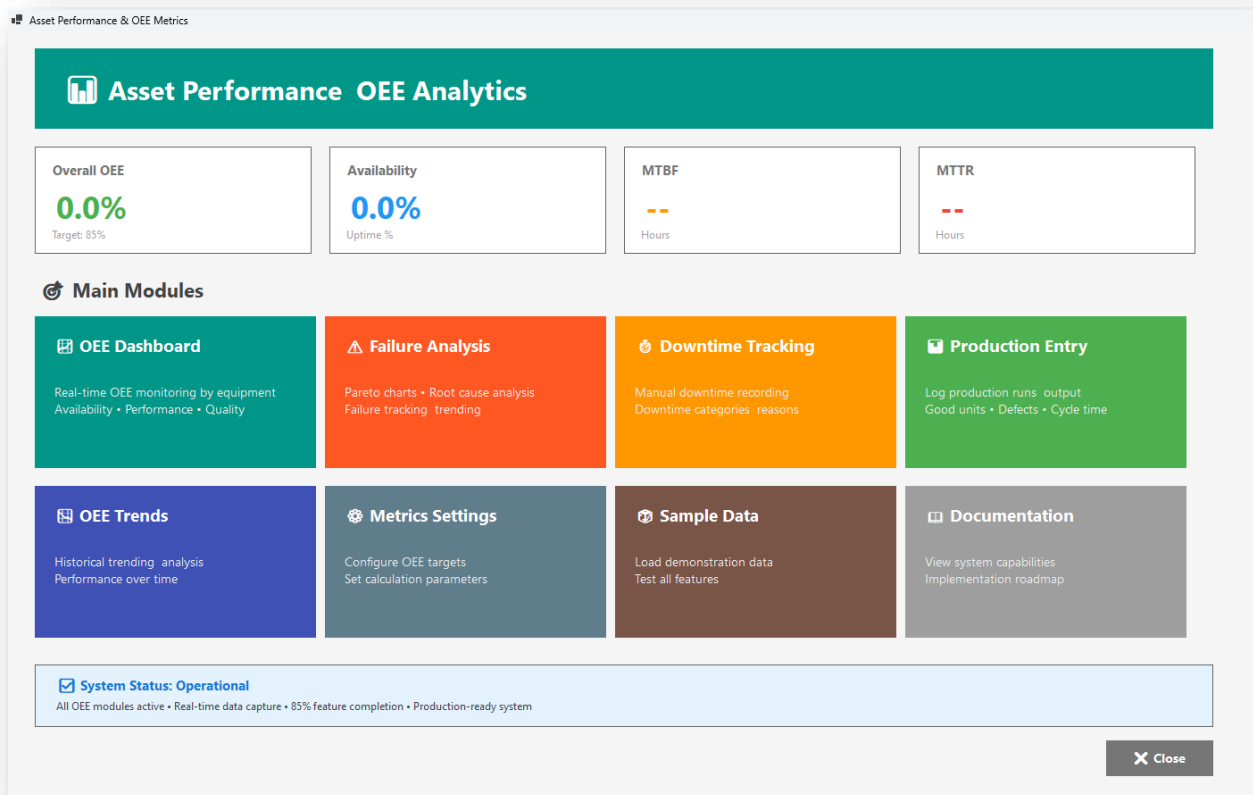 Asset Performance & OEE Metrics
Asset Performance  OEE Analytics
Overall OEE
0.0%
Target: 85%
Availability
0.0%
Uptime %
MTBF
--
Hours
MTTR
--
Hours
Main Modules
OEE Dashboard
Real-time OEE monitoring by equipment
Availability • Performance • Quality
Failure Analysis
Pareto charts • Root cause analysis
Failure tracking  trending
Downtime Tracking
Manual downtime recording
Downtime categories  reasons
Production Entry
Log production runs  output
Good units • Defects • Cycle time
OEE Trends
Historical trending  analysis
Performance over time
Metrics Settings
Configure OEE targets
Set calculation parameters
Sample Data
Load demonstration data
Test all features
Documentation
View system capabilities
Implementation roadmap
System Status: Operational
All OEE modules active • Real-time data capture • 85% feature completion • Production-ready system
Close